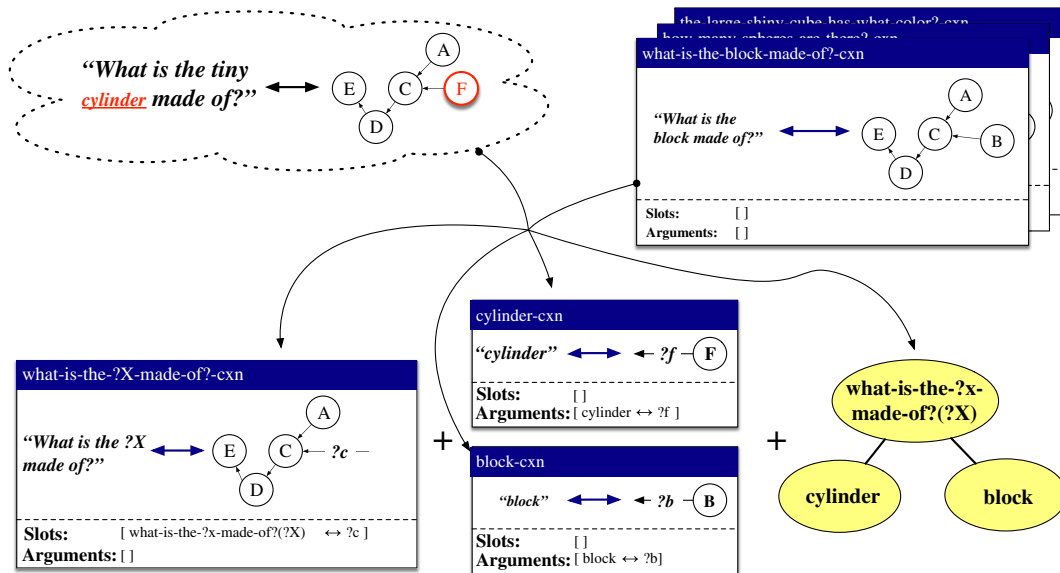 “What is the tiny
cylinder made of?”
A
E
C
F
D
the-large-shiny-cube-has-what-color?-cxn
how-many-spheres-are-there?-cxn
what-is-the-block-made-of?-cxn
“What is the
block made of?”
A
E
C
B
D
Slots: [ ]
Arguments: [ ]
cylinder-cxn
“cylinder” ?f F
Slots: [ ]
Arguments: [ cylinder ↔ ?f ]
what-is-the-?X-made-of?-cxn
“What is the ?X
made of?”
A
E
C
?c
D
Slots: [ what-is-the-?x-made-of?(?X) ↔ ?c ]
Arguments: [ ]
+
block-cxn
“block” ?b B
Slots: [ ]
Arguments: [ block ↔ ?b]
+
what-is-the-?x-
made-of?(?X)
cylinder
block